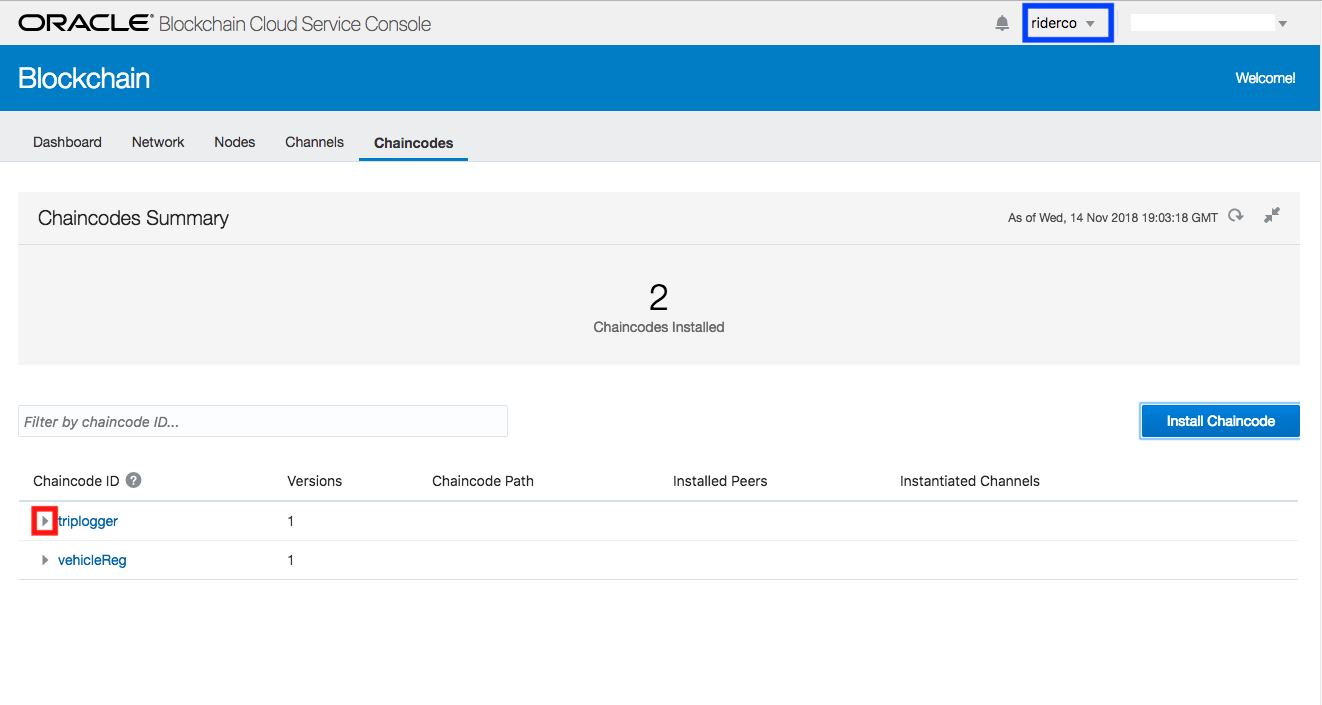 ORACLE® Blockchain Cloud Service Console
riderco
Blockchain
Welcome!
Dashboard Network Nodes Channels Chaincodes
Chaincodes Summary
As of Wed, 14 Nov 2018 19:03:18 GMT
2
Chaincodes Installed
Filter by chaincode ID...
Install Chaincode
Chaincode ID ? Versions Chaincode Path Installed Peers Instantiated Channels
triplogger 1
vehicleReg 1